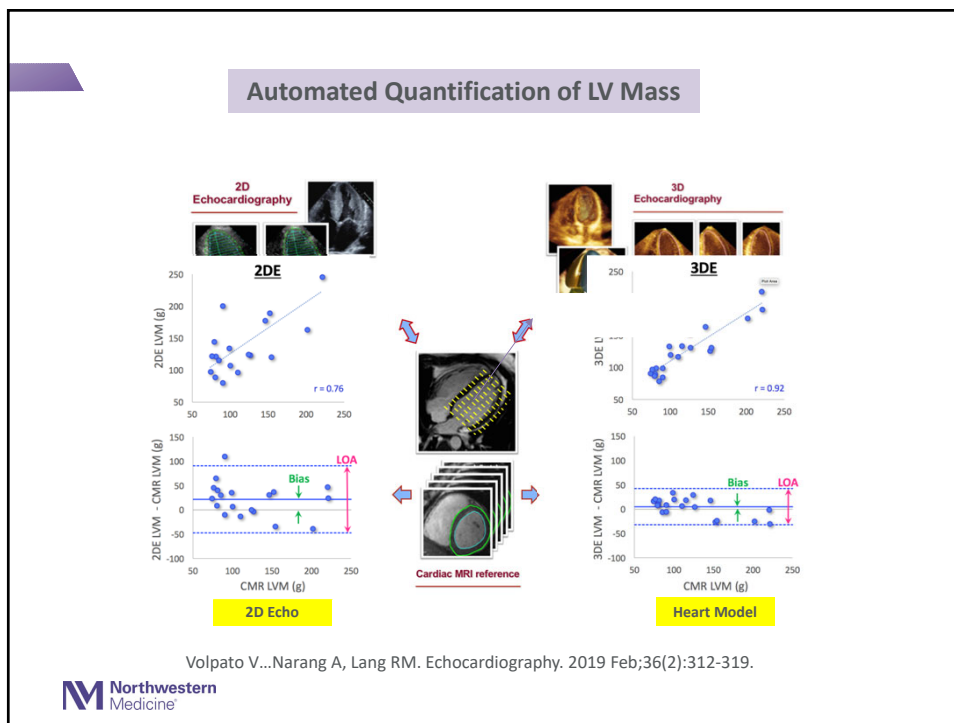 Automated Quantification of LV Mass
2D
Echocardiography
3D
Echocardiography
2DE
250
200
150
100
50
2DE LVM (g)
r = 0.76
50 100 150 200 250
3DE
250
100
50
3DE
Plot Area
r = 0.92
50 100 150 200 250
150
100
50
0
-50
-100
2DE LVM - CMR LVM (g)
Bias
LOA
50 100 150 200 250
CMR LVM (g)
2D Echo
Cardiac MRI reference
150
100
50
0
-50
-100
3DE LVM - CMR LVM (g)
Bias
LOA
50 100 150 200 250
CMR LVM (g)
Heart Model
Volpato V...Narang A, Lang RM. Echocardiography. 2019 Feb;36(2):312-319.
NM Northwestern
Medicine®